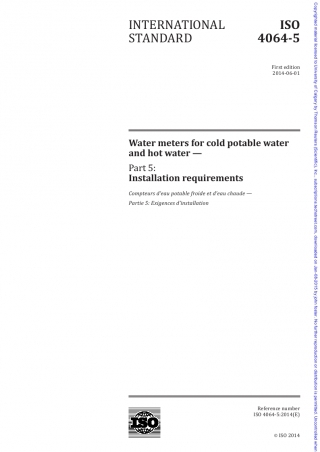 INTERNATIONAL
STANDARD
ISO
4064-5
First edition
2014-06-01
Water meters for cold potable water
and hot water —
Part 5:
Installation requirements
Compteurs d'eau potable froide et d'eau chaude —
Partie 5: Exigences d'installation
Reference number
ISO 4064-5:2014(E)
ISO
© ISO 2014
Copyrighted material licensed to University of Calgary by Thomson Reuters (Scientific), Inc., subscriptions.techstreet.com, downloaded on Jan-09-2015 by
No further reproduction or distribution is permitted. Uncontrolled when